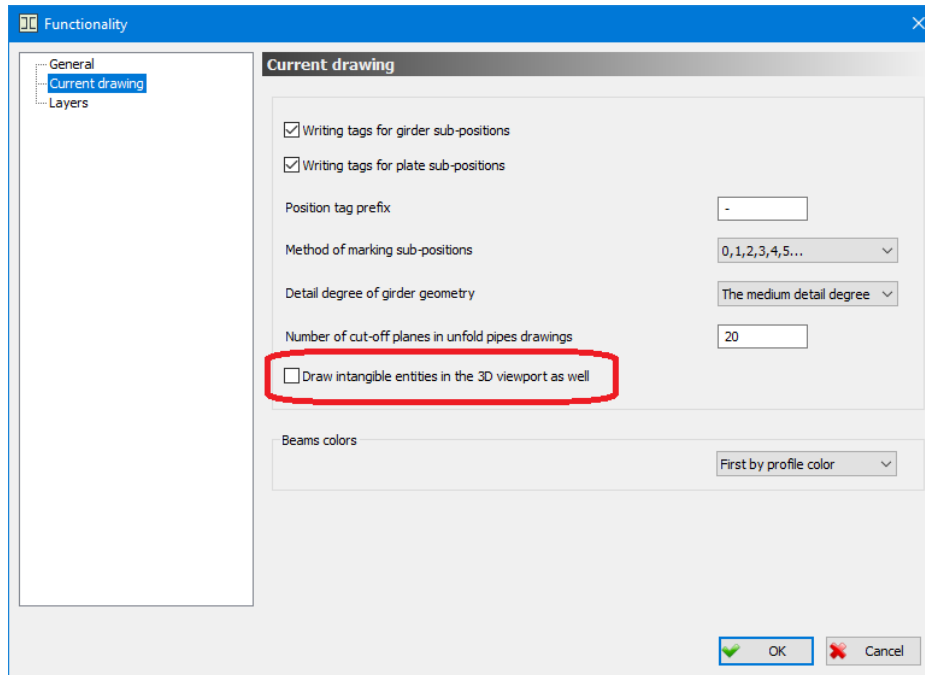 Functionality
General
Current drawing
Layers
Current drawing
Writing tags for girder sub-positions
Writing tags for plate sub-positions
Position tag prefix -
Method of marking sub-positions 0,1,2,3,4,5...
Detail degree of girder geometry The medium detail degree
Number of cut-off planes in unfold pipes drawings 20
Draw intangible entities in the 3D viewport as well
Beams colors
First by profile color
OK Cancel